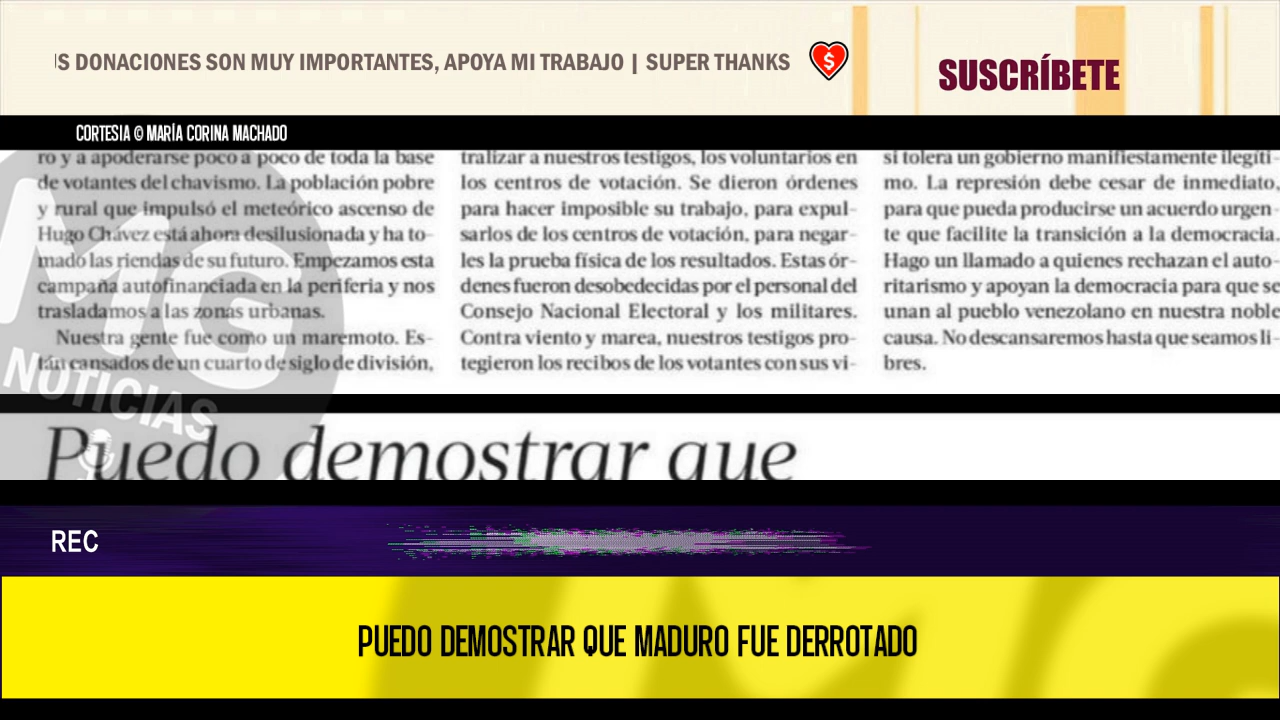 S DONACIONES SON MUY IMPORTANTES, APOYA MI TRABAJO | SUPER THANKS
SUSCRÍBETE
CORTESIA © MARÍA CORINA MACHADO
ro y a apoderarse poco a poco de toda la base
de votantes del chavismo. La población pobre
y rural que impulsó el meteórico ascenso de
Hugo Chávez está ahora desilusionada y ha to-
mado las riendas de su futuro. Empezamos esta
campaña autofinanciada en la periferia y nos
trasladamos a las zonas urbanas.
Nuestra gente fue como un maremoto. Es-
tán cansados de un cuarto de siglo de división,
tralizar a nuestros testigos, los voluntarios en
los centros de votación. Se dieron órdenes
para hacer imposible su trabajo, para expul-
sarlos de los centros de votación, para negar-
les la prueba física de los resultados. Estas ór-
denes fueron desobedecidas por el personal del
Consejo Nacional Electoral y los militares.
Contra viento y marea, nuestros testigos pro-
tegieron los recibos de los votantes con sus vi-
si tolera un gobierno manifiestamente ilegíti-
mo. La represión debe cesar de inmediato,
para que pueda producirse un acuerdo urgen-
te que facilite la transición a la democracia.
Hago un llamado a quienes rechazan el auto-
ritarismo y apoyan la democracia para que se
unan al pueblo venezolano en nuestra noble
causa. No descansaremos hasta que seamos li-
bres.
MG
NOTICIAS
Puedo demostrar que
REC
PUEDO DEMOSTRAR QUE MADURO FUE DERROTADO